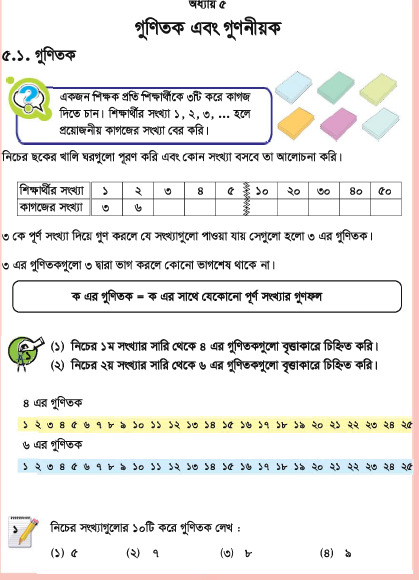 অধ্যায় ৫
গুণিতক এবং গুণনীয়ক
৫.১. গুণিতক
একজন শিক্ষক প্রতি শিক্ষার্থীকে ৩টি করে কাগজ
দিতে চান। শিক্ষার্থীর সংখ্যা ১, ২, ৩, ... হলে
প্রয়োজনীয় কাগজের সংখ্যা বের করি।
নিচের ছকের খালি ঘরগুলো পূরণ করি এবং কোন সংখ্যা বসবে তা আলোচনা করি।
শিক্ষার্থীর সংখ্যা ১ ২ ৩ ৪ ৫ ১০ ২০ ৩০ ৪০ ৫০
কাগজের সংখ্যা ৩ ৬
৩ কে পূর্ণ সংখ্যা দিয়ে গুণ করলে যে সংখ্যাগুলো পাওয়া যায় সেগুলো হলো ৩ এর গুণিতক।
৩ এর গুণিতকগুলো ৩ দ্বারা ভাগ করলে কোনো ভাগশেষ থাকে না।
ক এর গুণিতক = ক এর সাথে যেকোনো পূর্ণ সংখ্যার গুণফল
(১) নিচের ১ম সংখ্যার সারি থেকে ৪ এর গুণিতকগুলো বৃত্তাকারে চিহ্নিত করি।
(২) নিচের ২য় সংখ্যার সারি থেকে ৬ এর গুণিতকগুলো বৃত্তাকারে চিহ্নিত করি।
৪ এর গুণিতক
১ ২ ৩ ৪ ৫ ৬ ৭ ৮ ৯ ১০ ১১ ১২ ১৩ ১৪ ১৫ ১৬ ১৭ ১৮ ১৯ ২০ ২১ ২২ ২৩ ২৪ ২৫
৬ এর গুণিতক
১ ২ ৩ ৪ ৫ ৬ ৭ ৮ ৯ ১০ ১১ ১২ ১৩ ১৪ ১৫ ১৬ ১৭ ১৮ ১৯ ২০ ২১ ২২ ২৩ ২৪ ২৫
১ নিচের সংখ্যাগুলোর ১০টি করে গুণিতক লেখ :
(১) ৫ (২) ৭ (৩) ৮ (৪) ৯